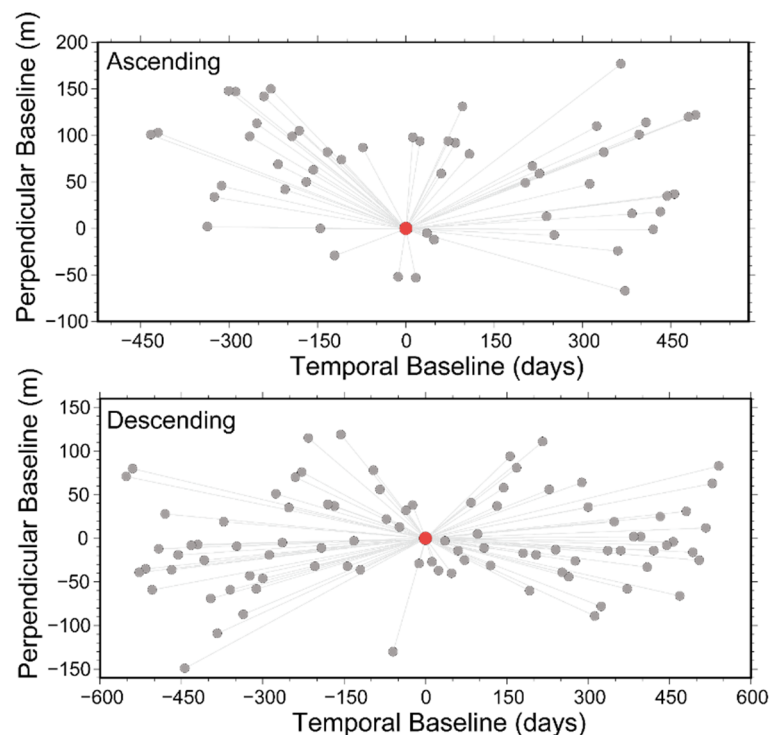 200
Ascending
150
100
50
0
−50
−100
Perpendicular Baseline (m)
−450 −300 −150 0 150 300 450
Temporal Baseline (days)
150
Descending
100
50
0
−50
−100
−150
Perpendicular Baseline (m)
−600 −450 −300 −150 0 150 300 450 600
Temporal Baseline (days)